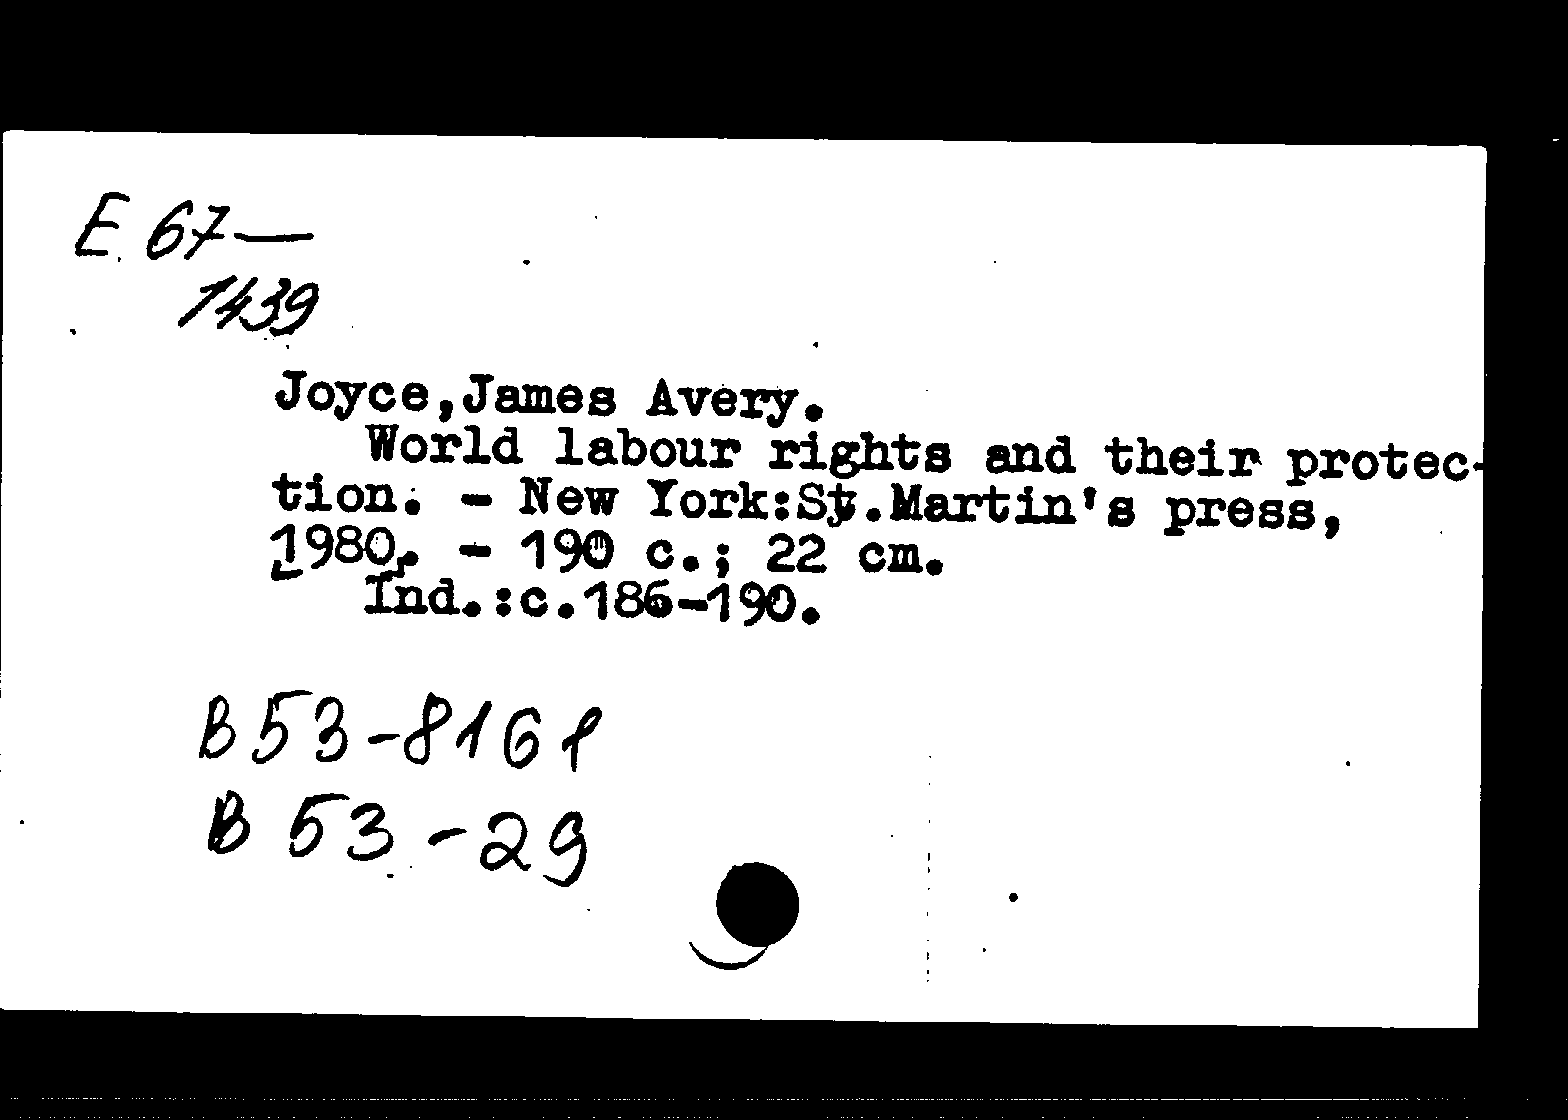 E 67—
1439
Joyce,James Avery.
World labour rights and their protec-
tion. - New York:St.Martin's press,
1980. - 190 c.; 22 cm.
Ind.:c.186-190.
B53-8161
B 53-29